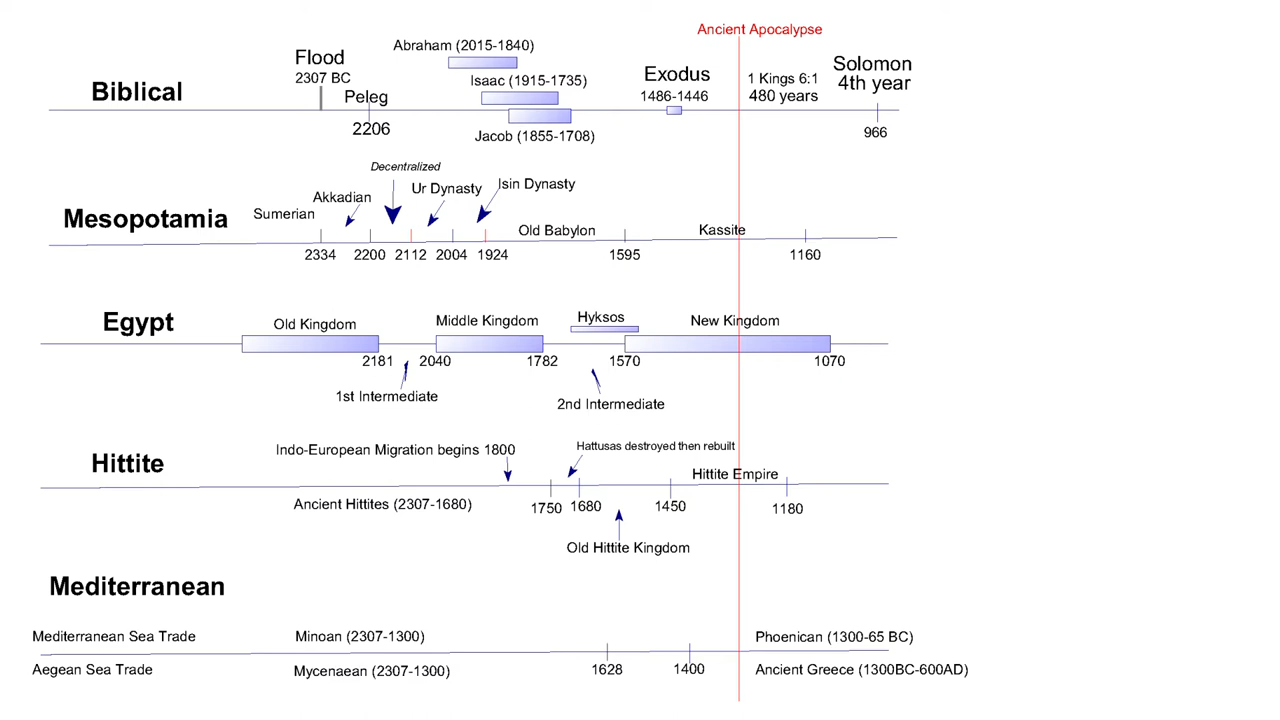 Ancient Apocalypse
Biblical
Flood
2307 BC
Peleg
2206
Abraham (2015-1840)
Isaac (1915-1735)
Jacob (1855-1708)
Exodus
1486-1446
1 Kings 6:1
480 years
Solomon
4th year
966
Mesopotamia
Sumerian
Akkadian
Decentralized
Ur Dynasty
Isin Dynasty
Old Babylon
Kassite
2334
2200
2112
2004
1924
1595
1160
Egypt
Old Kingdom
Middle Kingdom
Hyksos
New Kingdom
2181
2040
1782
1570
1070
1st Intermediate
2nd Intermediate
Hittite
Indo-European Migration begins 1800
Hattusas destroyed then rebuilt
Hittite Empire
Ancient Hittites (2307-1680)
1750
1680
1450
1180
Old Hittite Kingdom
Mediterranean
Mediterranean Sea Trade
Minoan (2307-1300)
Phoenican (1300-65 BC)
Aegean Sea Trade
Mycenaean (2307-1300)
1628
1400
Ancient Greece (1300BC-600AD)